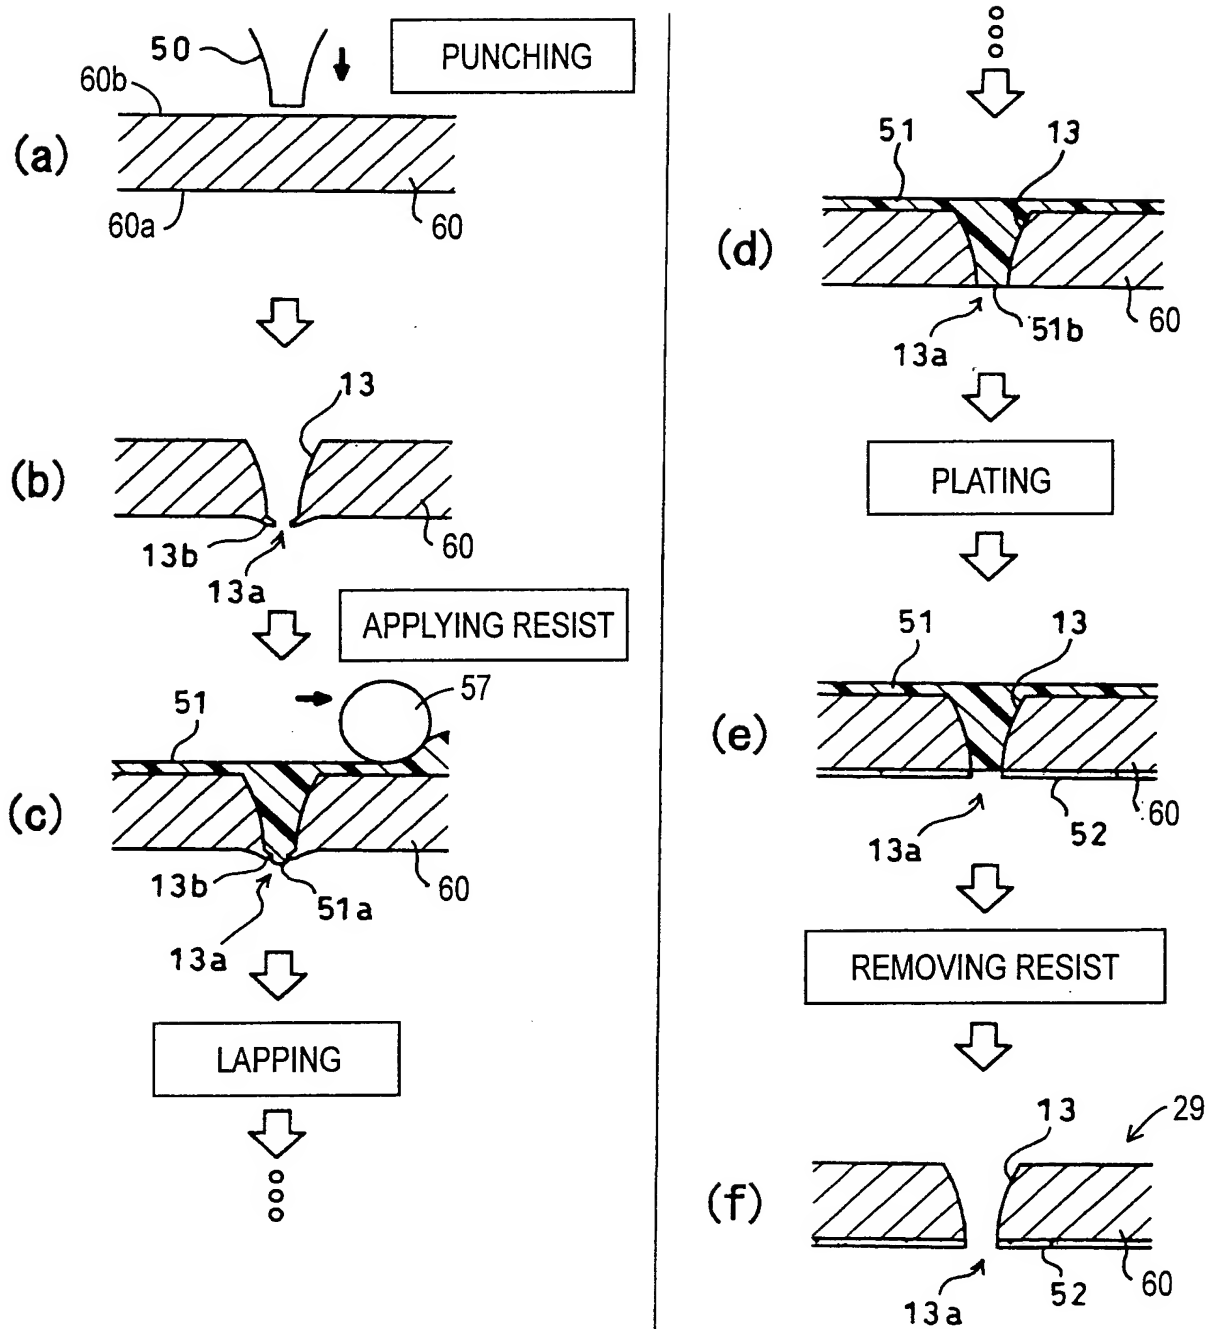 50
PUNCHING
60b
(a)
60a
60
13
(b)
13b
13a
60
APPLYING RESIST
57
51
(c)
13b
51a
60
13a
LAPPING
51
13
(d)
13a
51b
60
PLATING
51
13
(e)
60
13a
52
REMOVING RESIST
13
29
(f)
60
13a
52